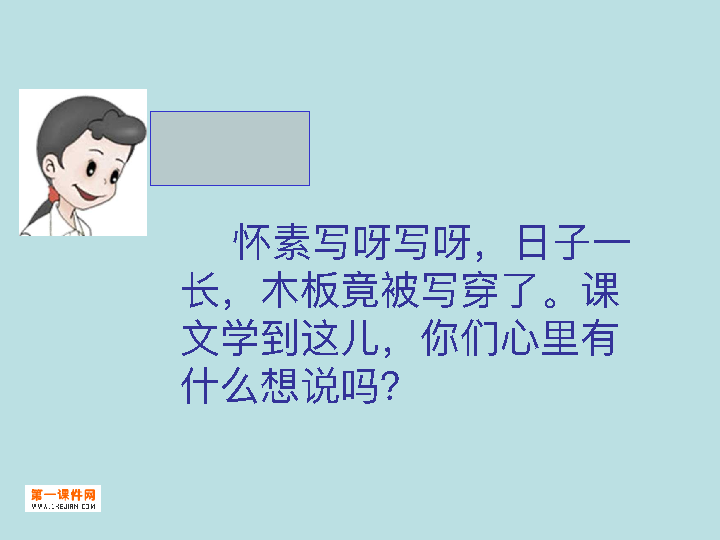 怀素写呀写呀，日子一
长，木板竟被写穿了。课
文学到这儿，你们心里有
什么想说吗?
第一课件网
WWW.1KEJIAN.COM